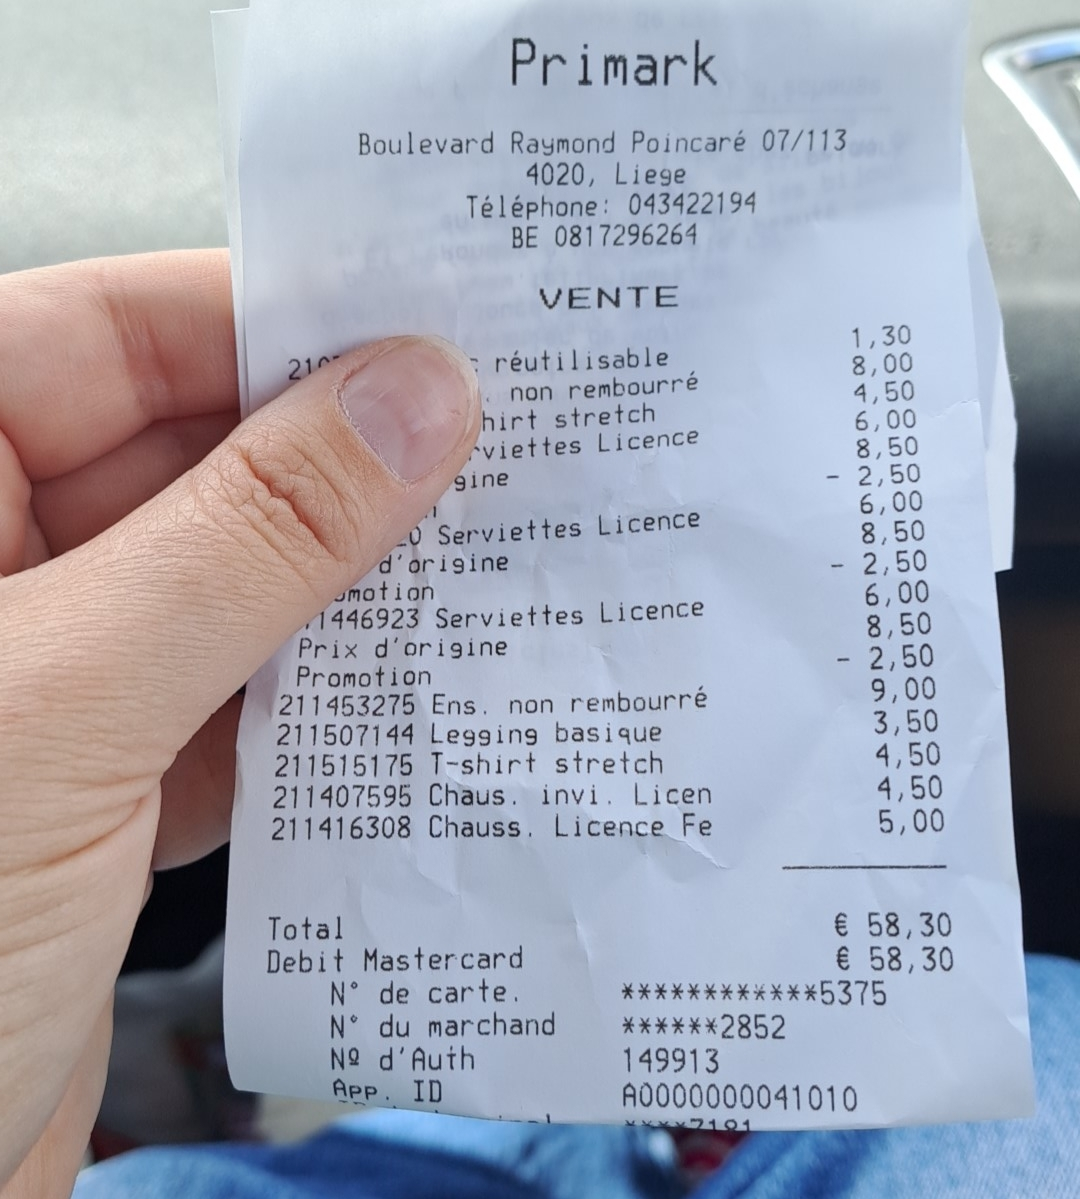 Primark
Boulevard Raymond Poincaré 07/113
4020, Liege
Téléphone: 043422194
BE 0817296264
VENTE
réutilisable 1,30
non rembourré 8,00
hirt stretch 4,50
rviettes Licence 6,00
gine 8,50
- 2,50
Serviettes Licence 6,00
d'origine 8,50
omotion - 2,50
1446923 Serviettes Licence 6,00
Prix d'origine 8,50
Promotion - 2,50
211453275 Ens. non rembourré 9,00
211507144 Legging basique 3,50
211515175 T-shirt stretch 4,50
211407595 Chaus. invi. Licen 4,50
211416308 Chauss. Licence Fe 5,00
Total € 58,30
Debit Mastercard € 58,30
N° de carte. ************5375
N° du marchand ******2852
Nº d'Auth 149913
App. ID A0000000041010